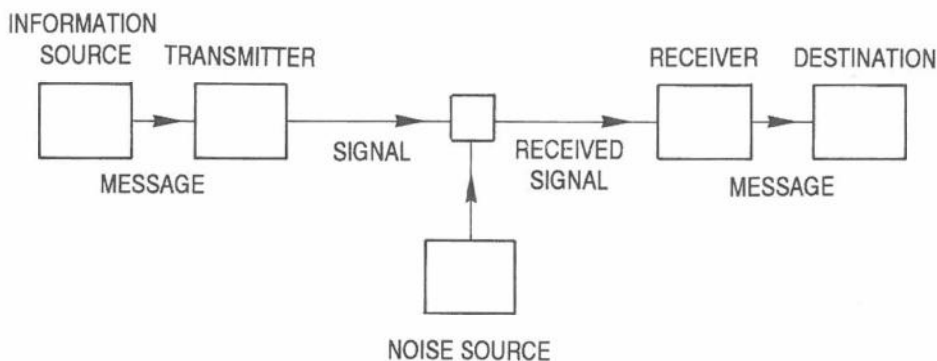 INFORMATION
SOURCE
TRANSMITTER
RECEIVER
DESTINATION
SIGNAL
RECEIVED
SIGNAL
MESSAGE
MESSAGE
NOISE SOURCE